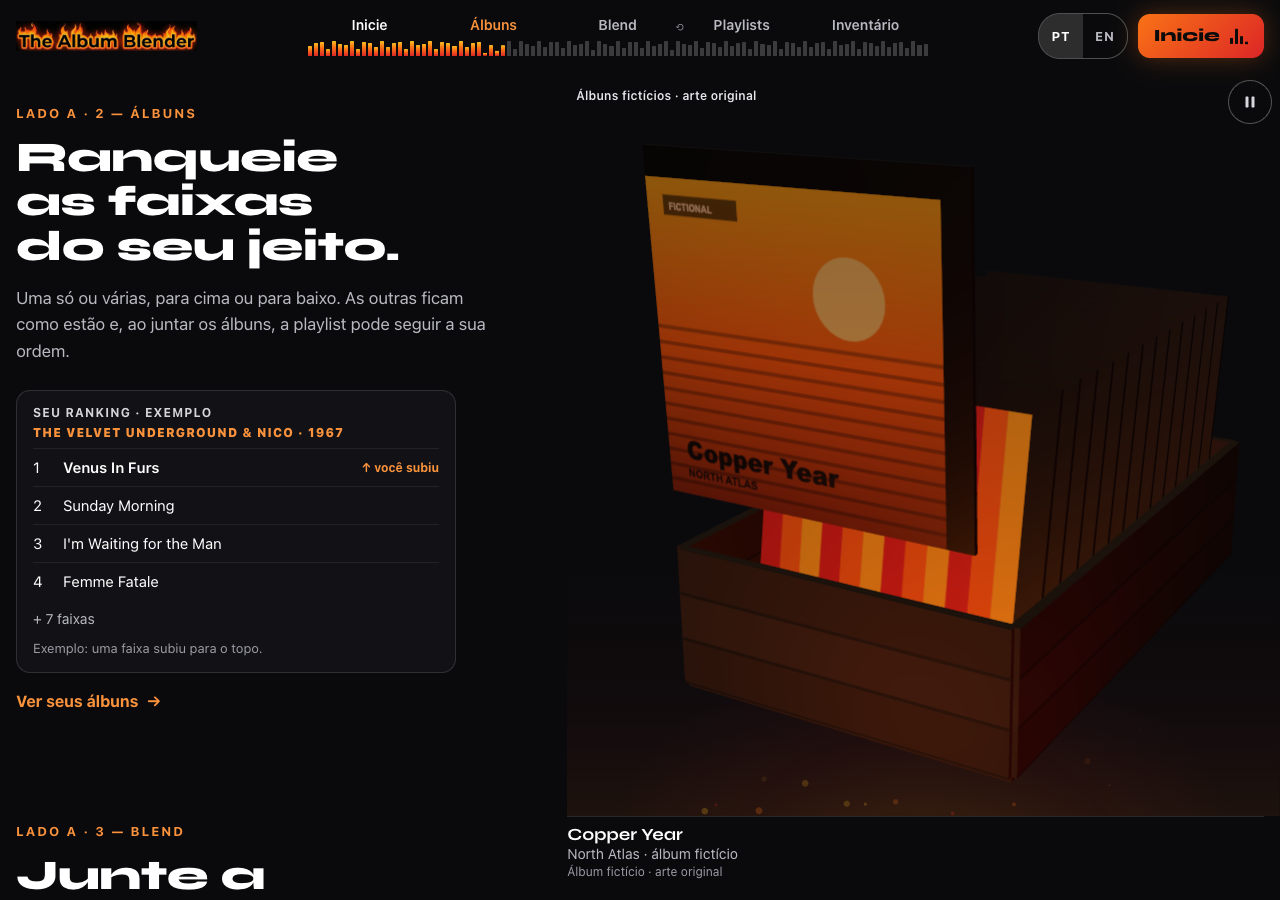 The Album Blender
Inicie
Álbuns
Blend
Playlists
Inventário
PT
EN
Inicie
Álbuns fictícios · arte original
LADO A · 2 — ÁLBUNS
Ranqueie
as faixas
do seu jeito.
Uma só ou várias, para cima ou para baixo. As outras ficam
como estão e, ao juntar os álbuns, a playlist pode seguir a sua
ordem.
SEU RANKING · EXEMPLO
THE VELVET UNDERGROUND & NICO · 1967
1 Venus In Furs ↑ você subiu
2 Sunday Morning
3 I'm Waiting for the Man
4 Femme Fatale
+ 7 faixas
Exemplo: uma faixa subiu para o topo.
Ver seus álbuns →
FICTIONAL
Copper Year
NORTH ATLAS
LADO A · 3 — BLEND
Junte a
Copper Year
North Atlas · álbum fictício
Álbum fictício · arte original